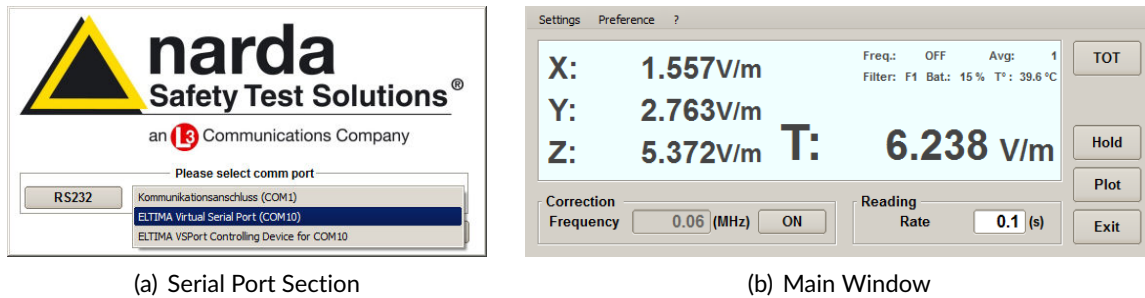 narda
Safety Test Solutions®
an L3 Communications Company
Please select comm port
RS232
Kommunikationsanschluss (COM1)
ELTIMA Virtual Serial Port (COM10)
ELTIMA VSPort Controlling Device for COM10
(a) Serial Port Section
Settings Preference ?
X: 1.557 V/m
Y: 2.763 V/m
Z: 5.372 V/m
Freq.: OFF Avg: 1
Filter: F1 Bat.: 15 % T°: 39.6 °C
T: 6.238 V/m
TOT
Hold
Plot
Exit
Correction
Frequency 0.06 (MHz) ON
Reading
Rate 0.1 (s)
(b) Main Window